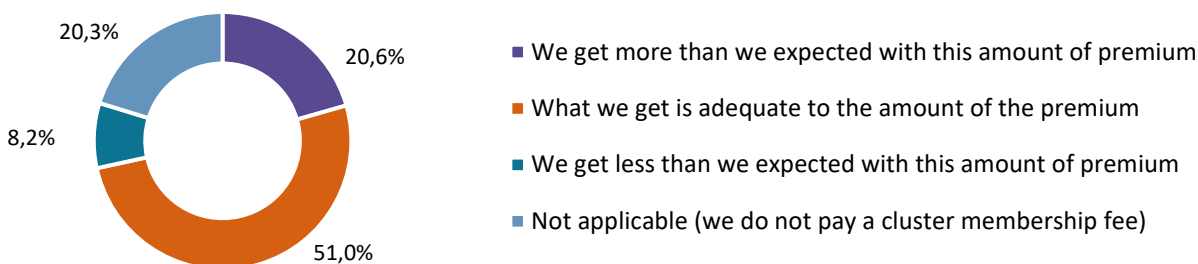 20,3%
20,6%
8,2%
51,0%
We get more than we expected with this amount of premium
What we get is adequate to the amount of the premium
We get less than we expected with this amount of premium
Not applicable (we do not pay a cluster membership fee)